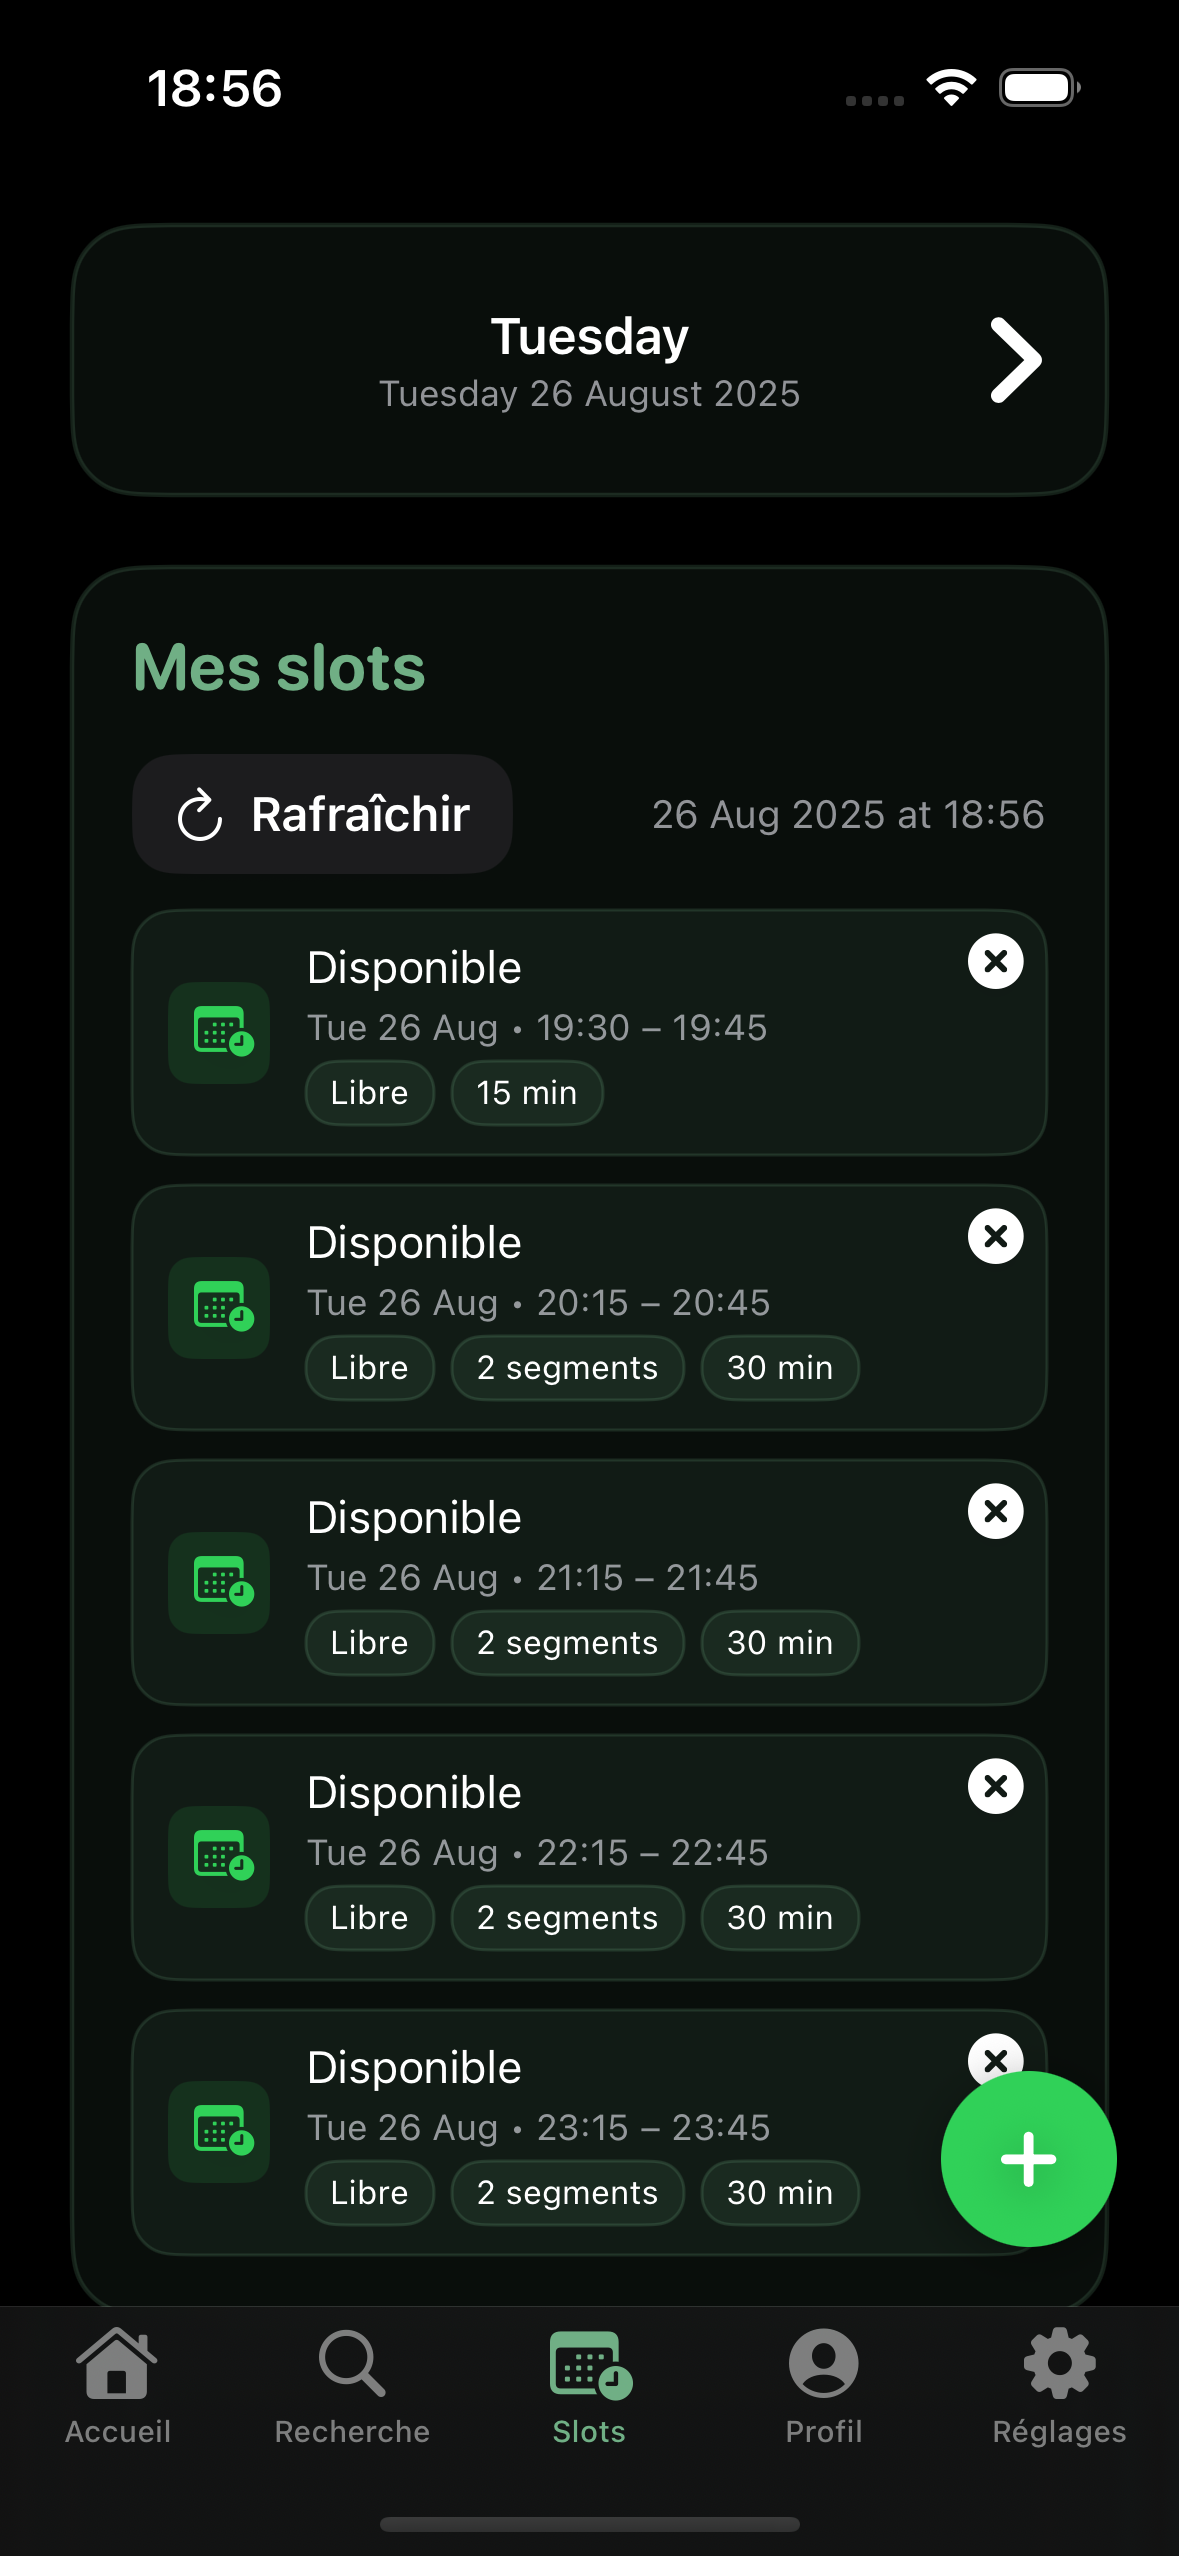 18:56
Tuesday
Tuesday 26 August 2025
Mes slots
Rafraîchir
26 Aug 2025 at 18:56
Disponible
Tue 26 Aug • 19:30 – 19:45
Libre
15 min
Disponible
Tue 26 Aug • 20:15 – 20:45
Libre
2 segments
30 min
Disponible
Tue 26 Aug • 21:15 – 21:45
Libre
2 segments
30 min
Disponible
Tue 26 Aug • 22:15 – 22:45
Libre
2 segments
30 min
Disponible
Tue 26 Aug • 23:15 – 23:45
Libre
2 segments
30 min
Accueil
Recherche
Slots
Profil
Réglages